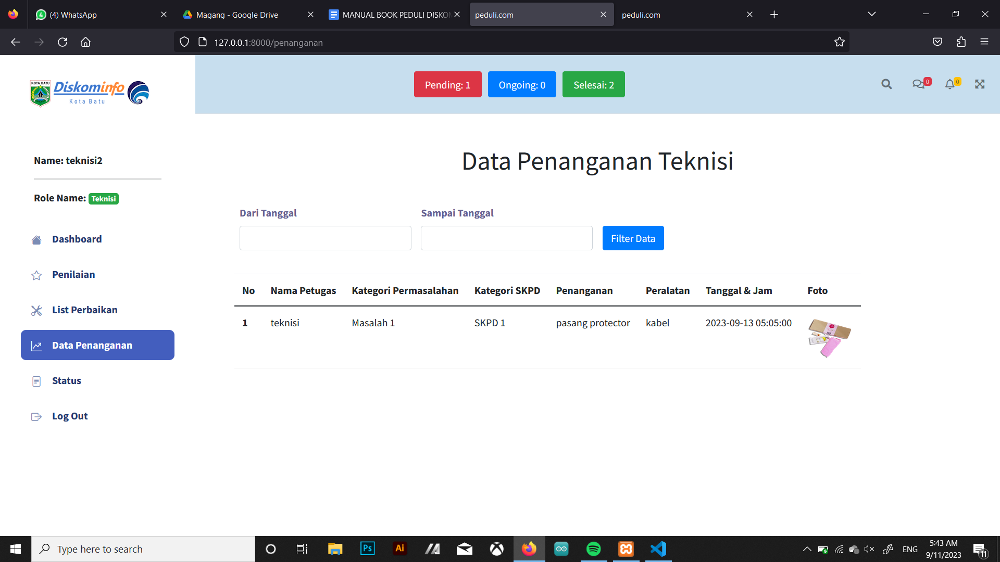 (4) WhatsApp
Magang - Google Drive
MANUAL BOOK PEDULI DISKON
peduli.com
peduli.com
127.0.0.1:8000/penanganan
KOTA BATU
Diskominfo
Kota Batu
Pending: 1
Ongoing: 0
Selesai: 2
0
0
Name: teknisi2
Role Name: Teknisi
Dashboard
Penilaian
List Perbaikan
Data Penanganan
Status
Log Out
Data Penanganan Teknisi
Dari Tanggal
Sampai Tanggal
Filter Data
No Nama Petugas Kategori Permasalahan Kategori SKPD Penanganan Peralatan Tanggal & Jam Foto
1 teknisi Masalah 1 SKPD 1 pasang protector kabel 2023-09-13 05:05:00
Type here to search
Ps
Ai
ENG
5:43 AM
9/11/2023
11